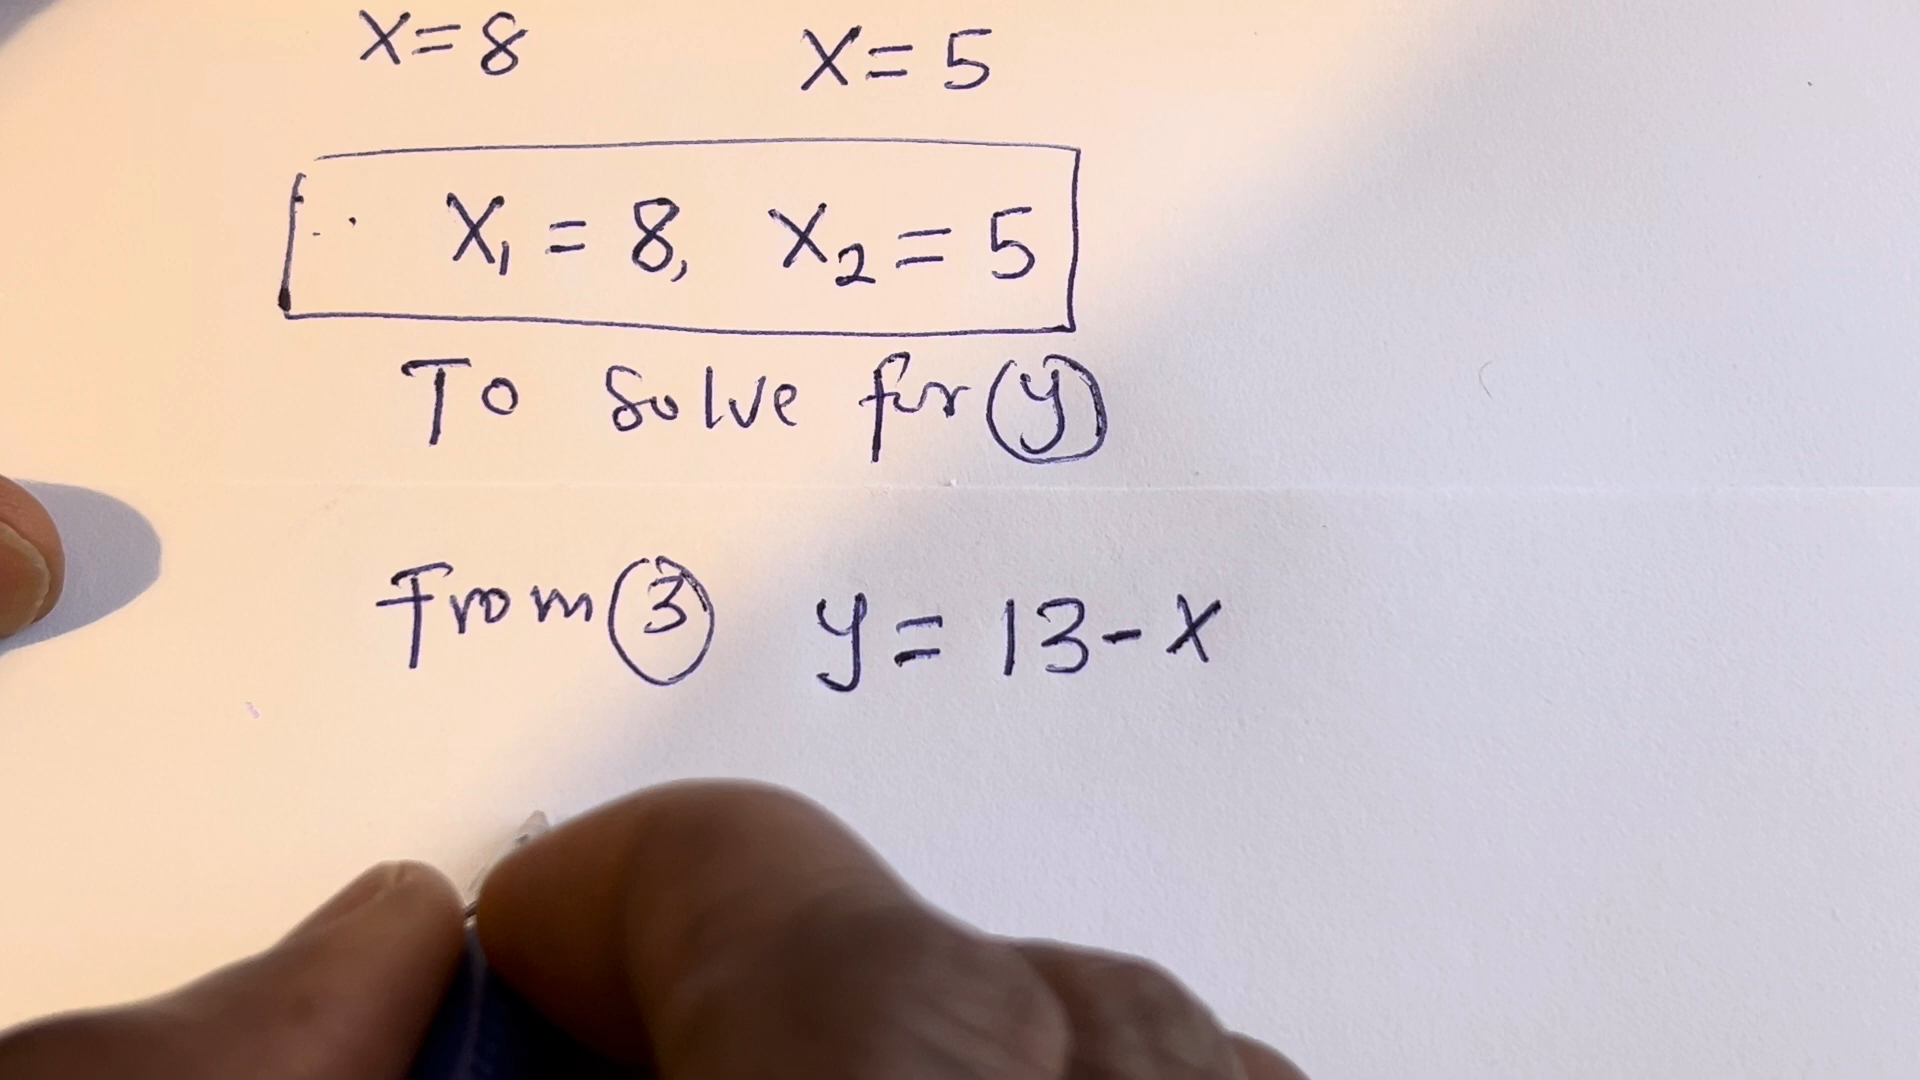 x=8 x=5
∴ x₁ = 8, x₂ = 5
To solve for (y)
From (3) y = 13 - x